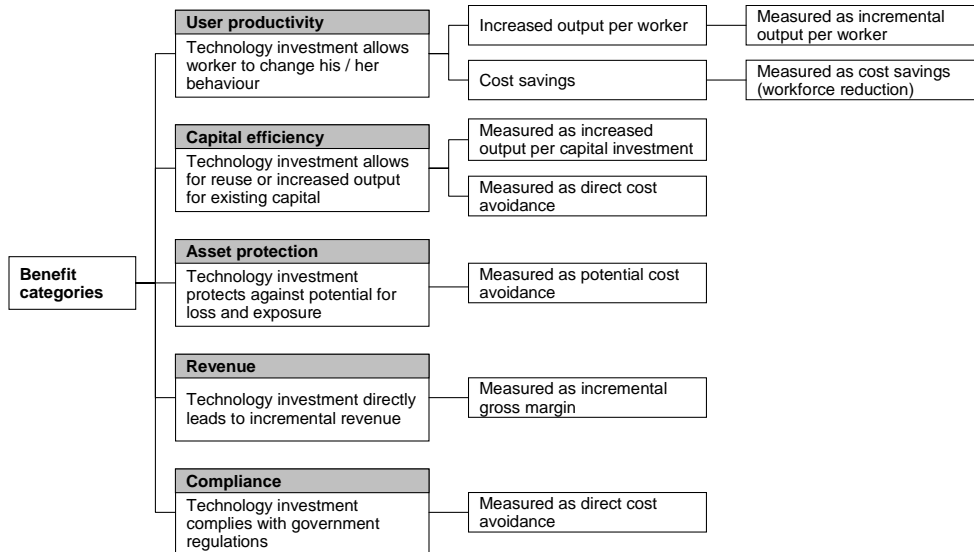 User productivity
Technology investment allows
worker to change his / her
behaviour
Increased output per worker
Measured as incremental
output per worker
Cost savings
Measured as cost savings
(workforce reduction)
Capital efficiency
Technology investment allows
for reuse or increased output
for existing capital
Measured as increased
output per capital investment
Measured as direct cost
avoidance
Benefit
categories
Asset protection
Technology investment
protects against potential for
loss and exposure
Measured as potential cost
avoidance
Revenue
Technology investment directly
leads to incremental revenue
Measured as incremental
gross margin
Compliance
Technology investment
complies with government
regulations
Measured as direct cost
avoidance